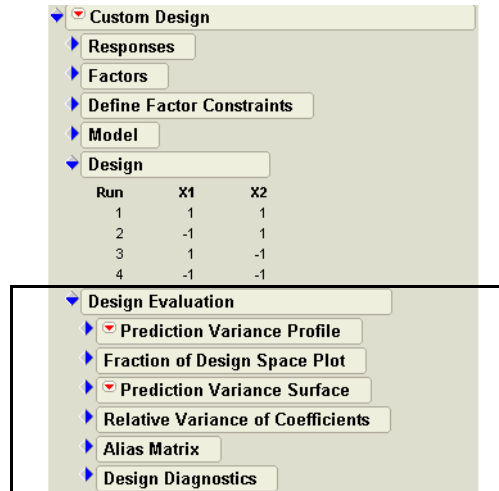 Custom Design
Responses
Factors
Define Factor Constraints
Model
Design
Run X1 X2
1 1 1
2 -1 1
3 1 -1
4 -1 -1
Design Evaluation
Prediction Variance Profile
Fraction of Design Space Plot
Prediction Variance Surface
Relative Variance of Coefficients
Alias Matrix
Design Diagnostics